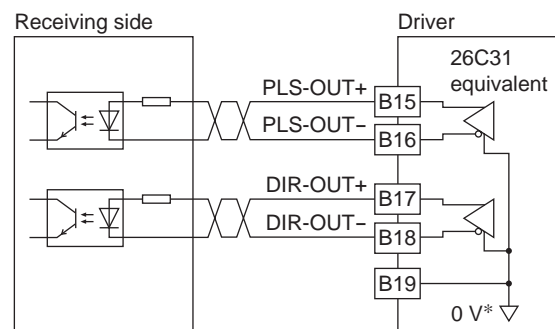 Receiving side
Driver
26C31
equivalent
PLS-OUT+
B15
PLS-OUT−
B16
DIR-OUT+
B17
DIR-OUT−
B18
B19
0 V*